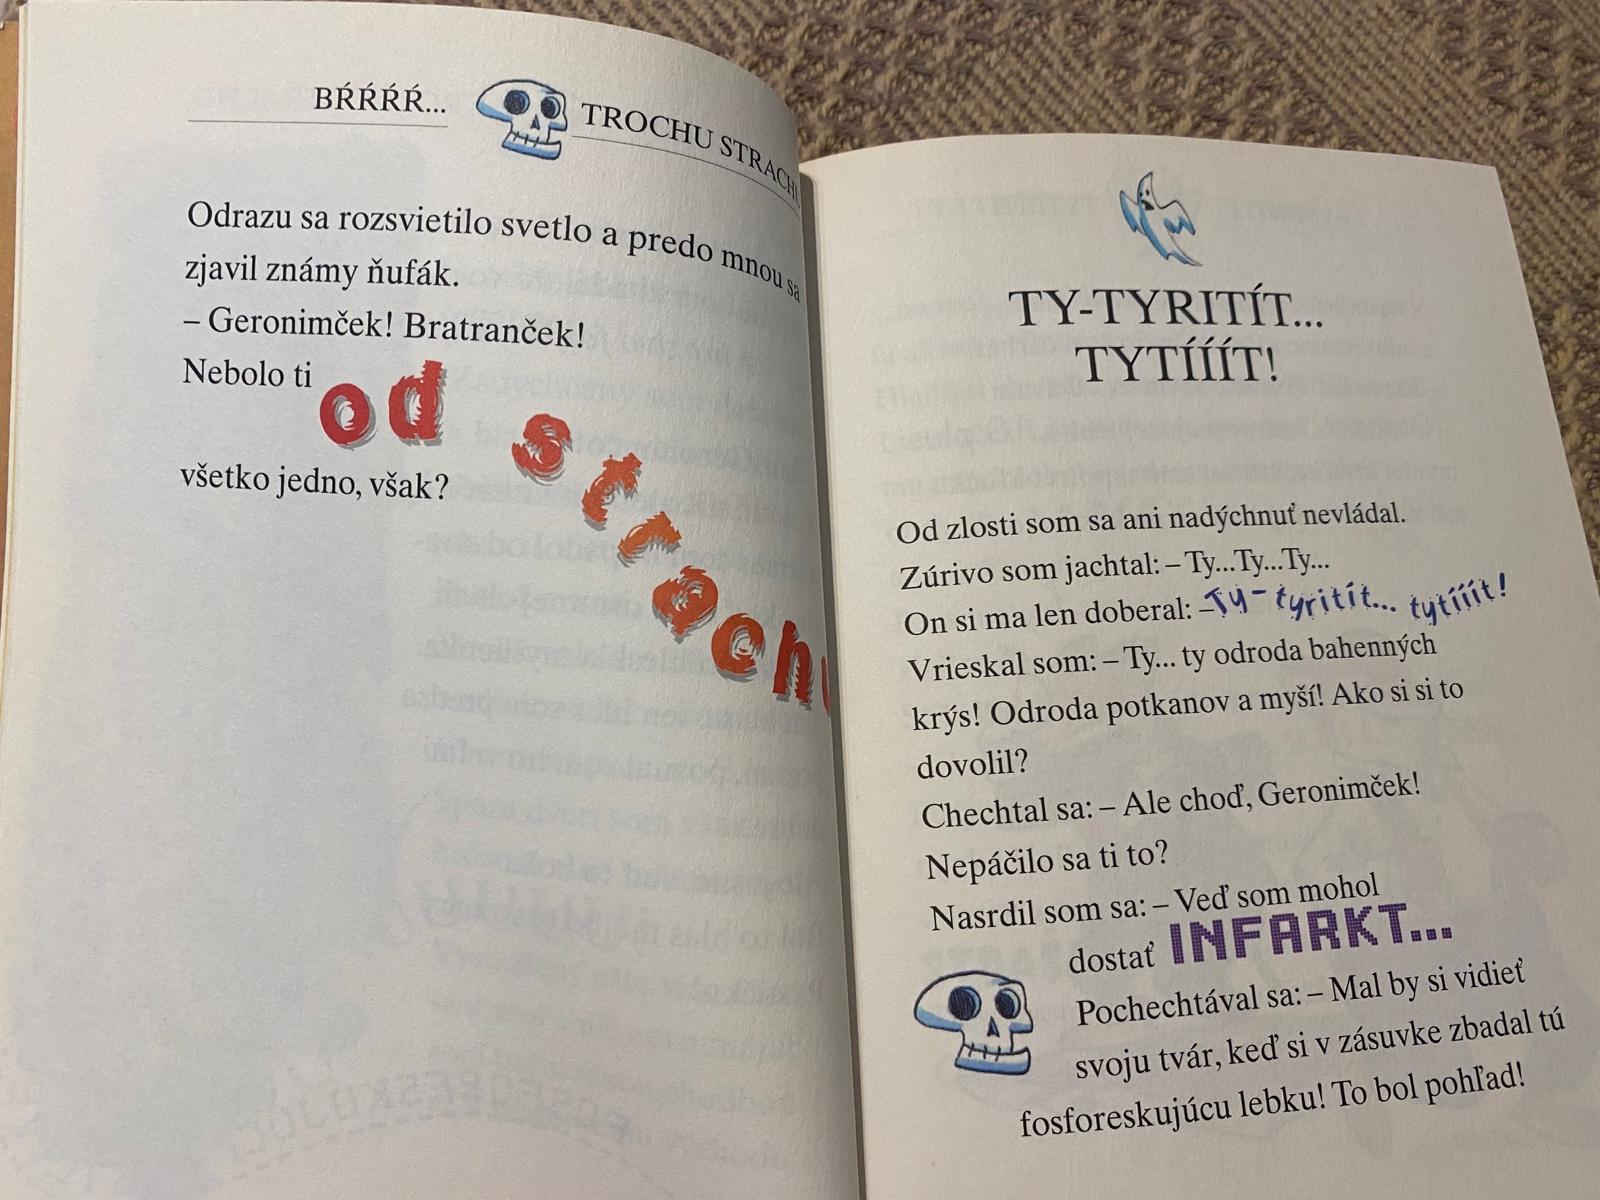 BŔŔŔŔ... TROCHU STRACHU
Odrazu sa rozsvietilo svetlo a predo mnou sa
zjavil známy ňufák.
– Geronimček! Bratranček!
Nebolo ti od strachu
všetko jedno, však?
TY-TYRITÍT...
TYTÍÍÍT!
Od zlosti som sa ani nadýchnuť nevládal.
Zúrivo som jachtal: – Ty...Ty...Ty...
On si ma len doberal: –Ty-tyritít... tytííít!
Vrieskal som: – Ty... ty odroda bahenných
krýs! Odroda potkanov a myší! Ako si si to
dovolil?
Chechtal sa: – Ale choď, Geronimček!
Nepáčilo sa ti to?
Nasrdil som sa: – Veď som mohol
dostať INFARKT...
Pochechtával sa: – Mal by si vidieť
svoju tvár, keď si v zásuvke zbadal tú
fosforeskujúcu lebku! To bol pohľad!